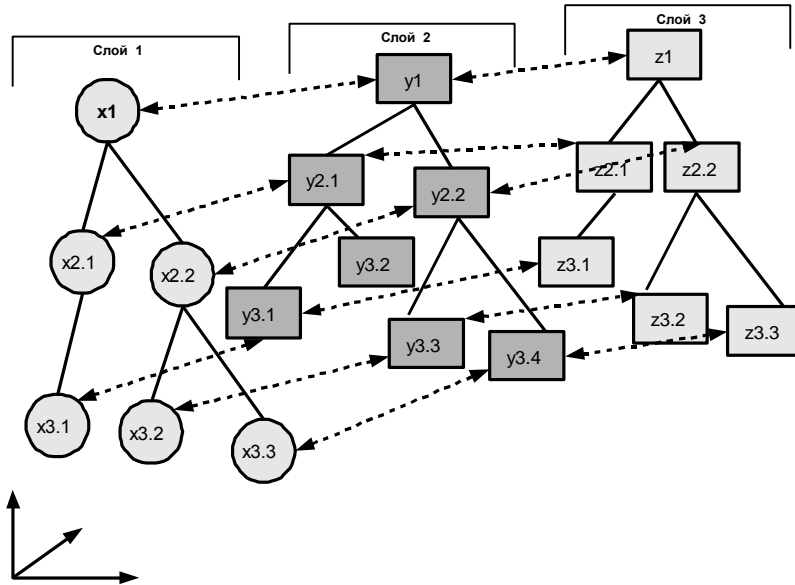 Слой 1
Слой 2
Слой 3
x1
y1
z1
y2.1
y2.2
z2.1
z2.2
x2.1
x2.2
y3.2
z3.1
y3.1
y3.3
y3.4
z3.2
z3.3
x3.1
x3.2
x3.3